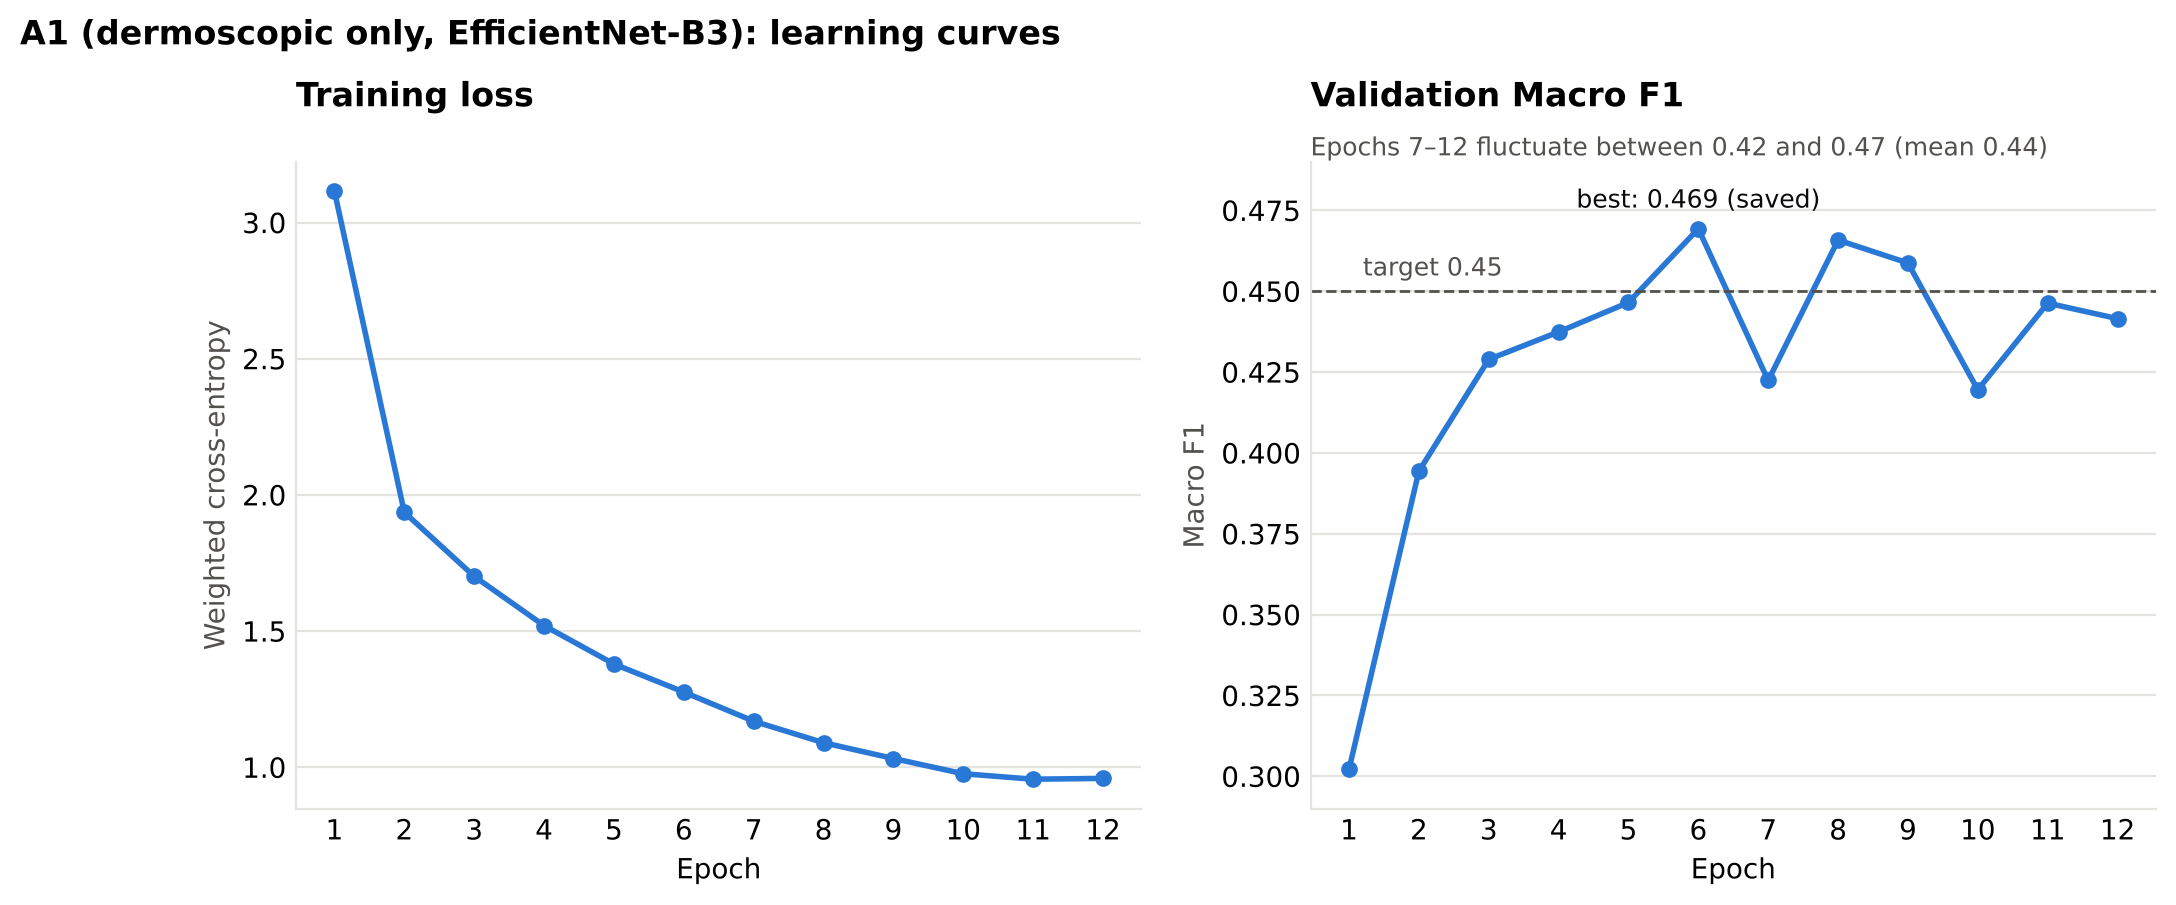 A1 (dermoscopic only, EfficientNet-B3): learning curves
Training loss
Weighted cross-entropy
3.0
2.5
2.0
1.5
1.0
1 2 3 4 5 6 7 8 9 10 11 12
Epoch
Validation Macro F1
Epochs 7–12 fluctuate between 0.42 and 0.47 (mean 0.44)
best: 0.469 (saved)
target 0.45
Macro F1
0.475
0.450
0.425
0.400
0.375
0.350
0.325
0.300
1 2 3 4 5 6 7 8 9 10 11 12
Epoch